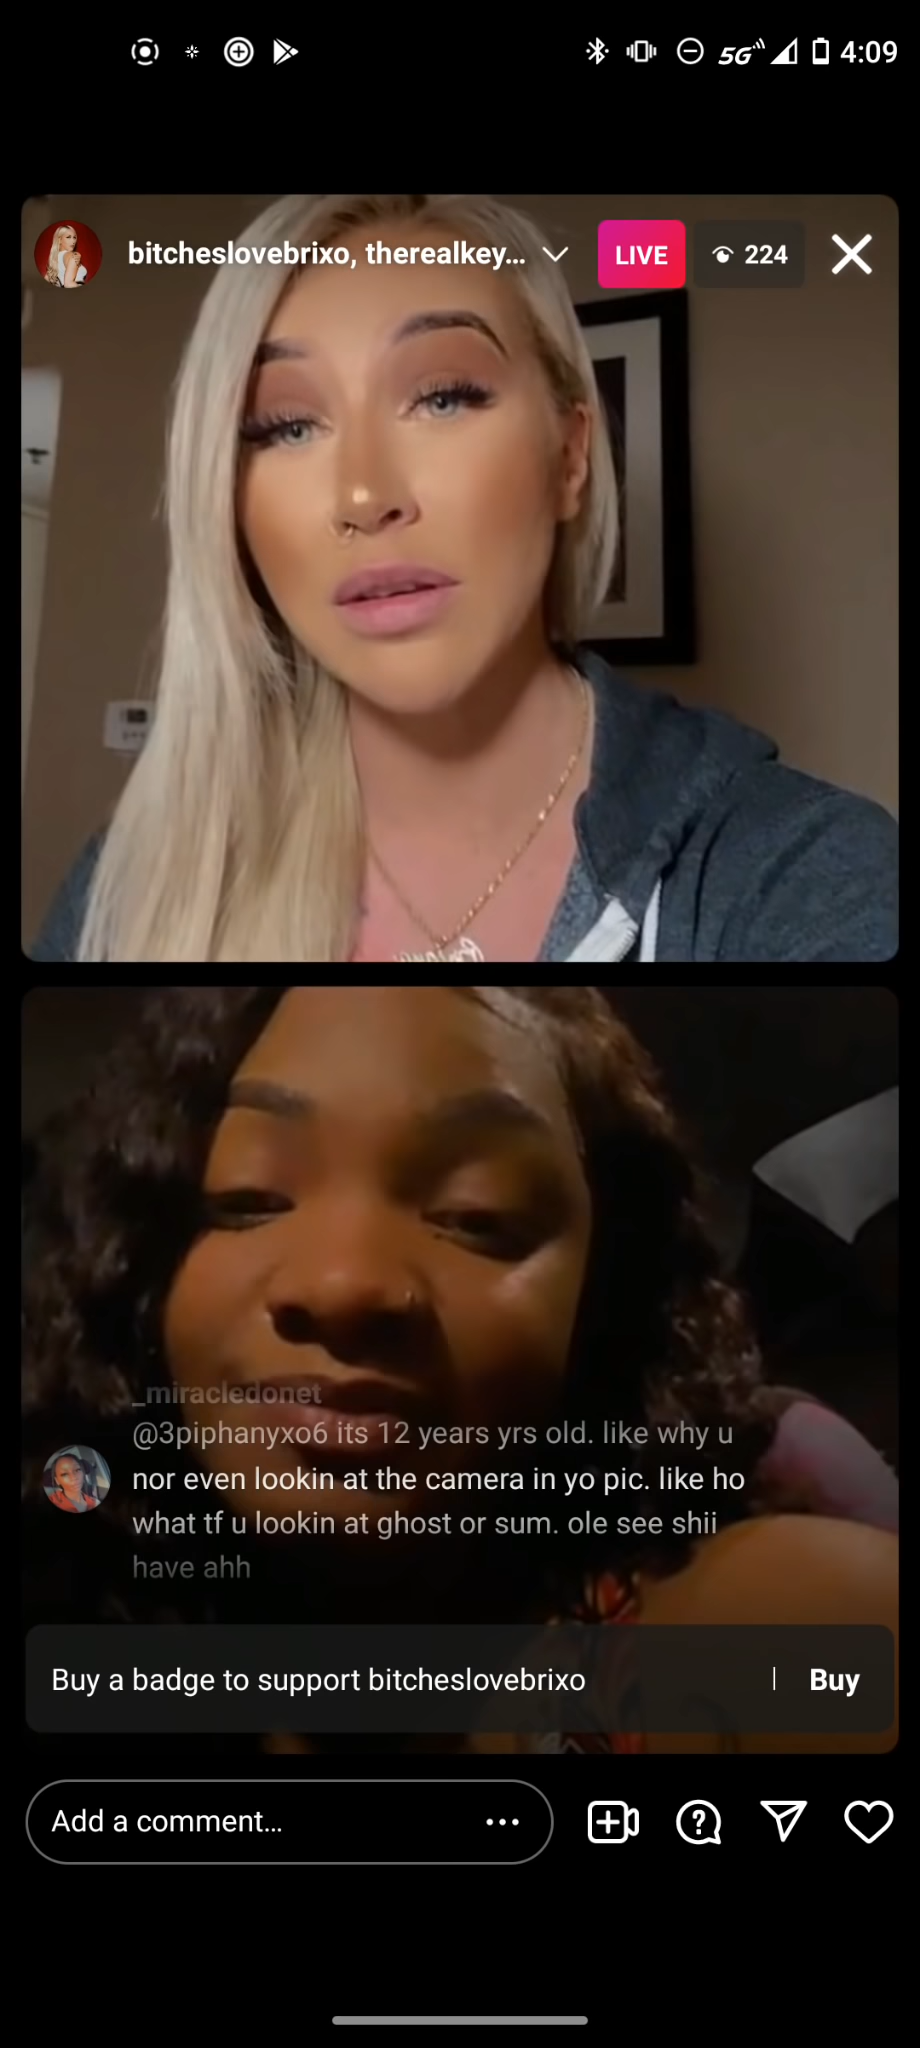 4:09
5G
bitcheslovebrixo, therealkey...
LIVE
224
_miracledonet
@3piphanyxo6 its 12 years yrs old. like why u
nor even lookin at the camera in yo pic. like ho
what tf u lookin at ghost or sum. ole see shii
have ahh
Buy a badge to support bitcheslovebrixo | Buy
Add a comment...